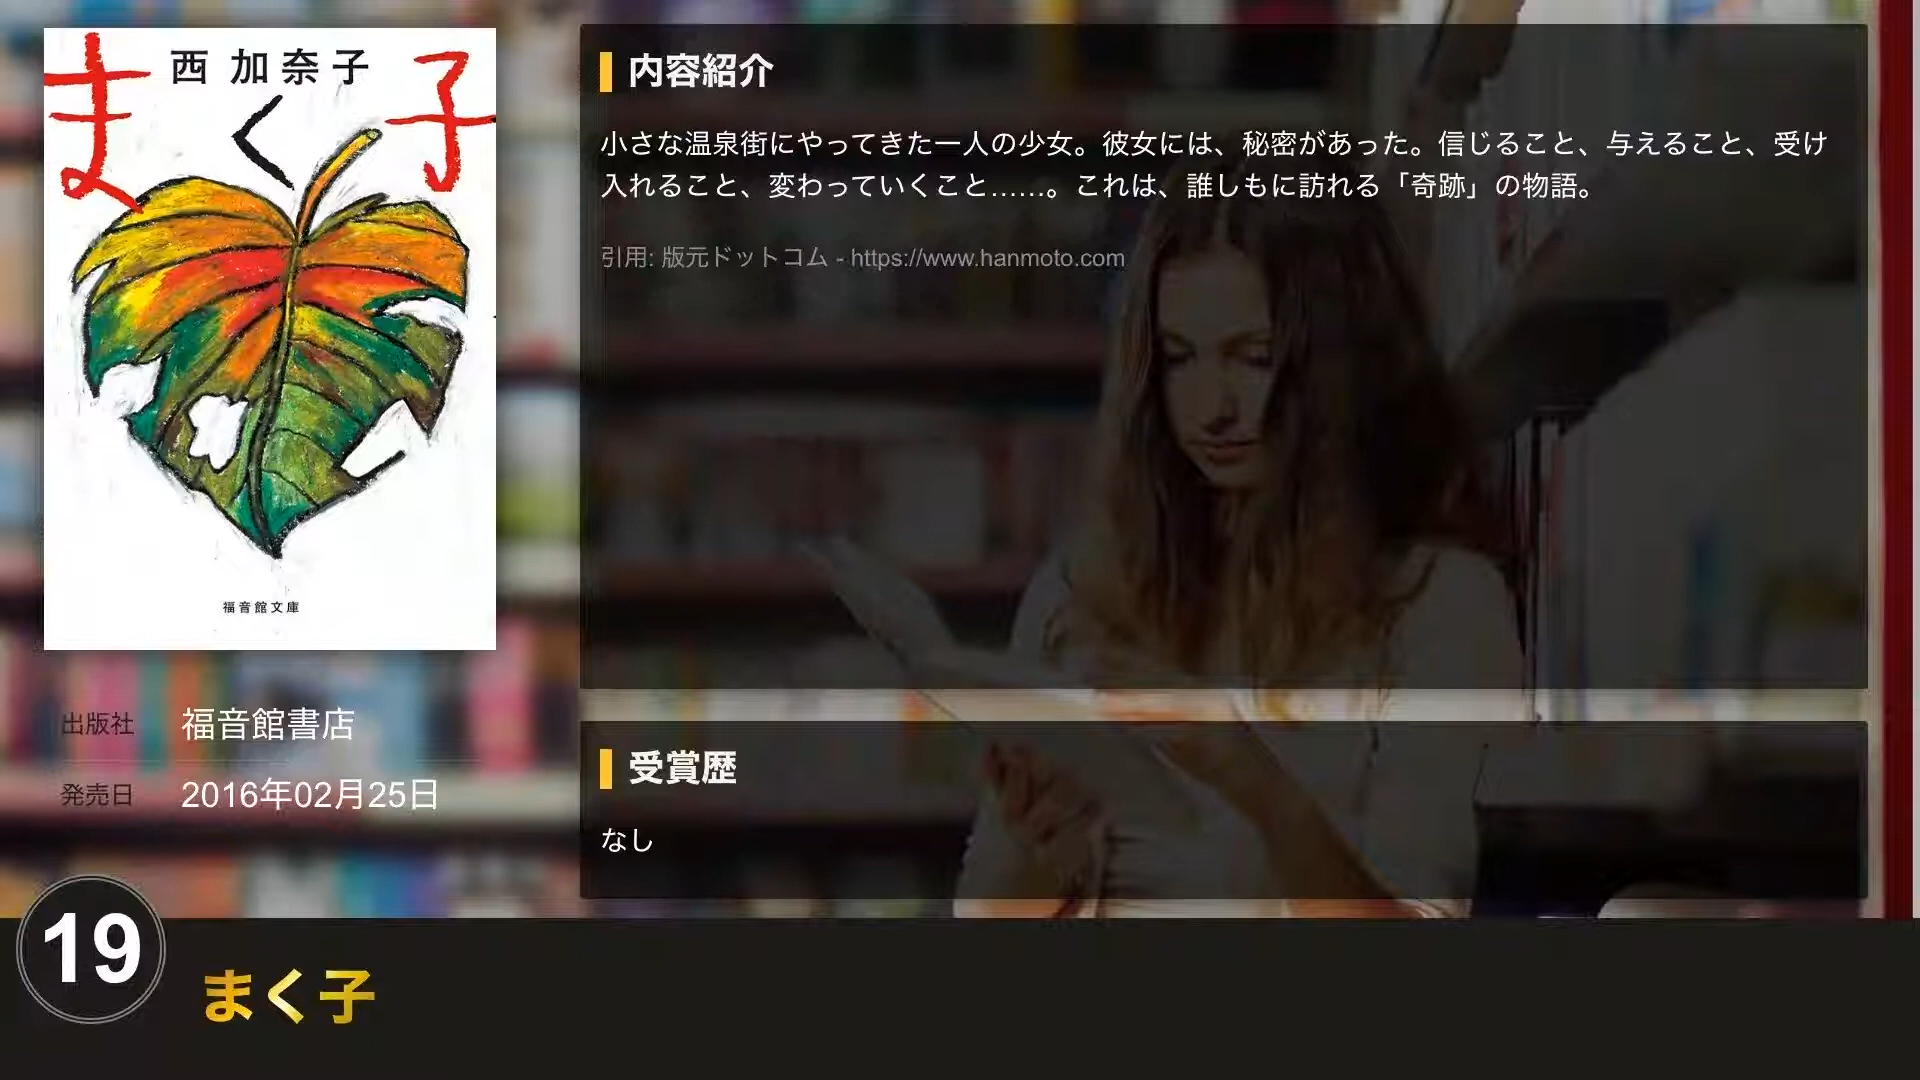 西 加奈子
まく子
福音館文庫
出版社 福音館書店
発売日 2016年02月25日
内容紹介
小さな温泉街にやってきた一人の少女。彼女には、秘密があった。信じること、与えること、受け
入れること、変わっていくこと……。これは、誰しもに訪れる「奇跡」の物語。
引用: 版元ドットコム - https://www.hanmoto.com
受賞歴
なし
19
まく子